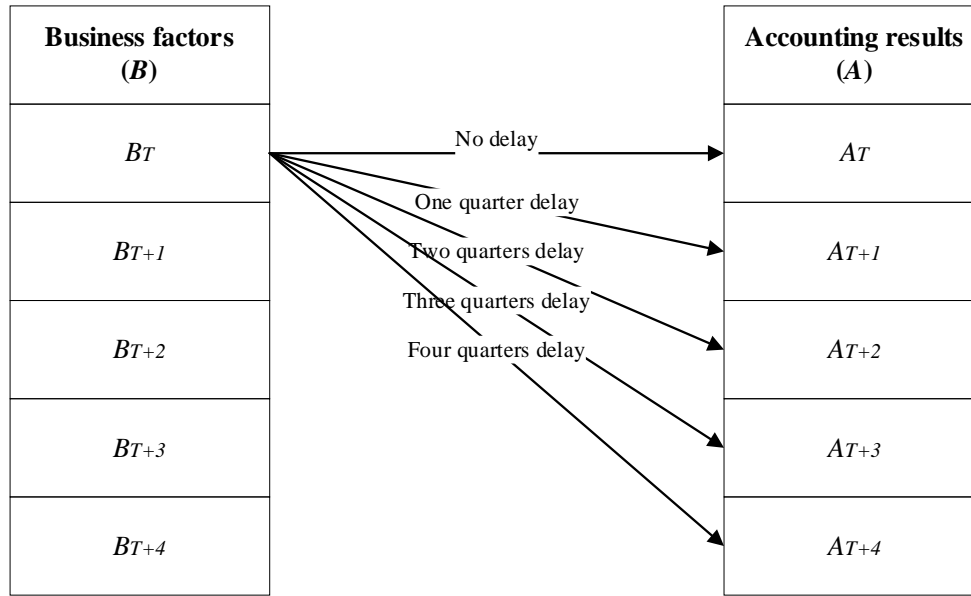 Business factors
(B)
Accounting results
(A)
BT
No delay
AT
One quarter delay
BT+1
Two quarters delay
AT+1
Three quarters delay
BT+2
Four quarters delay
AT+2
BT+3
AT+3
BT+4
AT+4